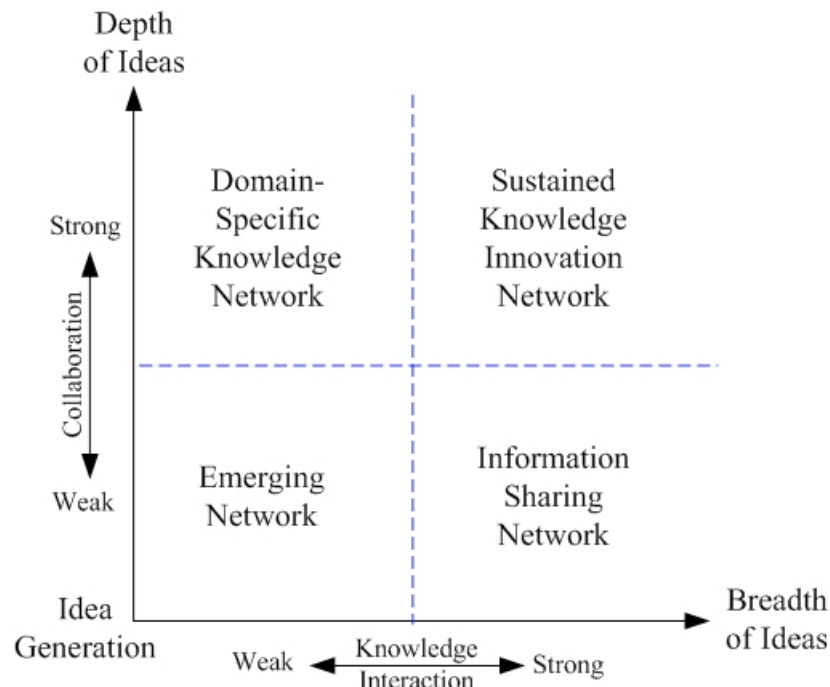 Depth
of Ideas
Domain-
Specific
Knowledge
Network
Sustained
Knowledge
Innovation
Network
Strong
Collaboration
Weak
Emerging
Network
Information
Sharing
Network
Idea
Generation
Breadth
of Ideas
Weak
Knowledge
Interaction
Strong